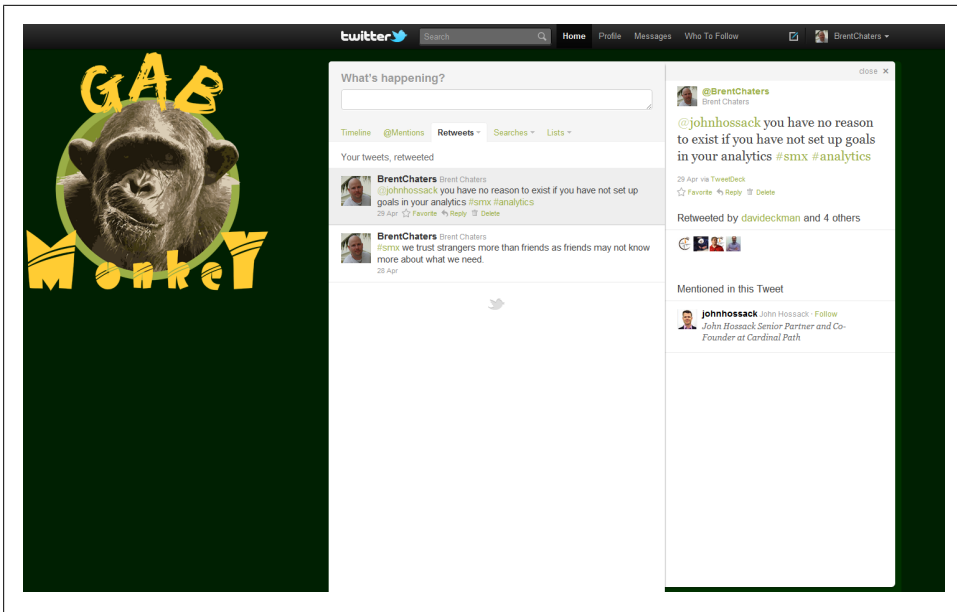 twitter
Search
Home Profile Messages Who To Follow
BrentChaters
GAB
MonkeY
What's happening?
Timeline @Mentions Retweets Searches Lists
Your tweets, retweeted
BrentChaters Brent Chaters
@johnhossack you have no reason to exist if you have not set up
goals in your analytics #smx #analytics
29 Apr Favorite Reply Delete
BrentChaters Brent Chaters
#smx we trust strangers more than friends as friends may not know
more about what we need.
28 Apr
close ×
@BrentChaters
Brent Chaters
@johnhossack you have no reason
to exist if you have not set up goals
in your analytics #smx #analytics
29 Apr via TweetDeck
Favorite Reply Delete
Retweeted by davideckman and 4 others
Mentioned in this Tweet
johnhossack John Hossack · Follow
John Hossack Senior Partner and Co-
Founder at Cardinal Path